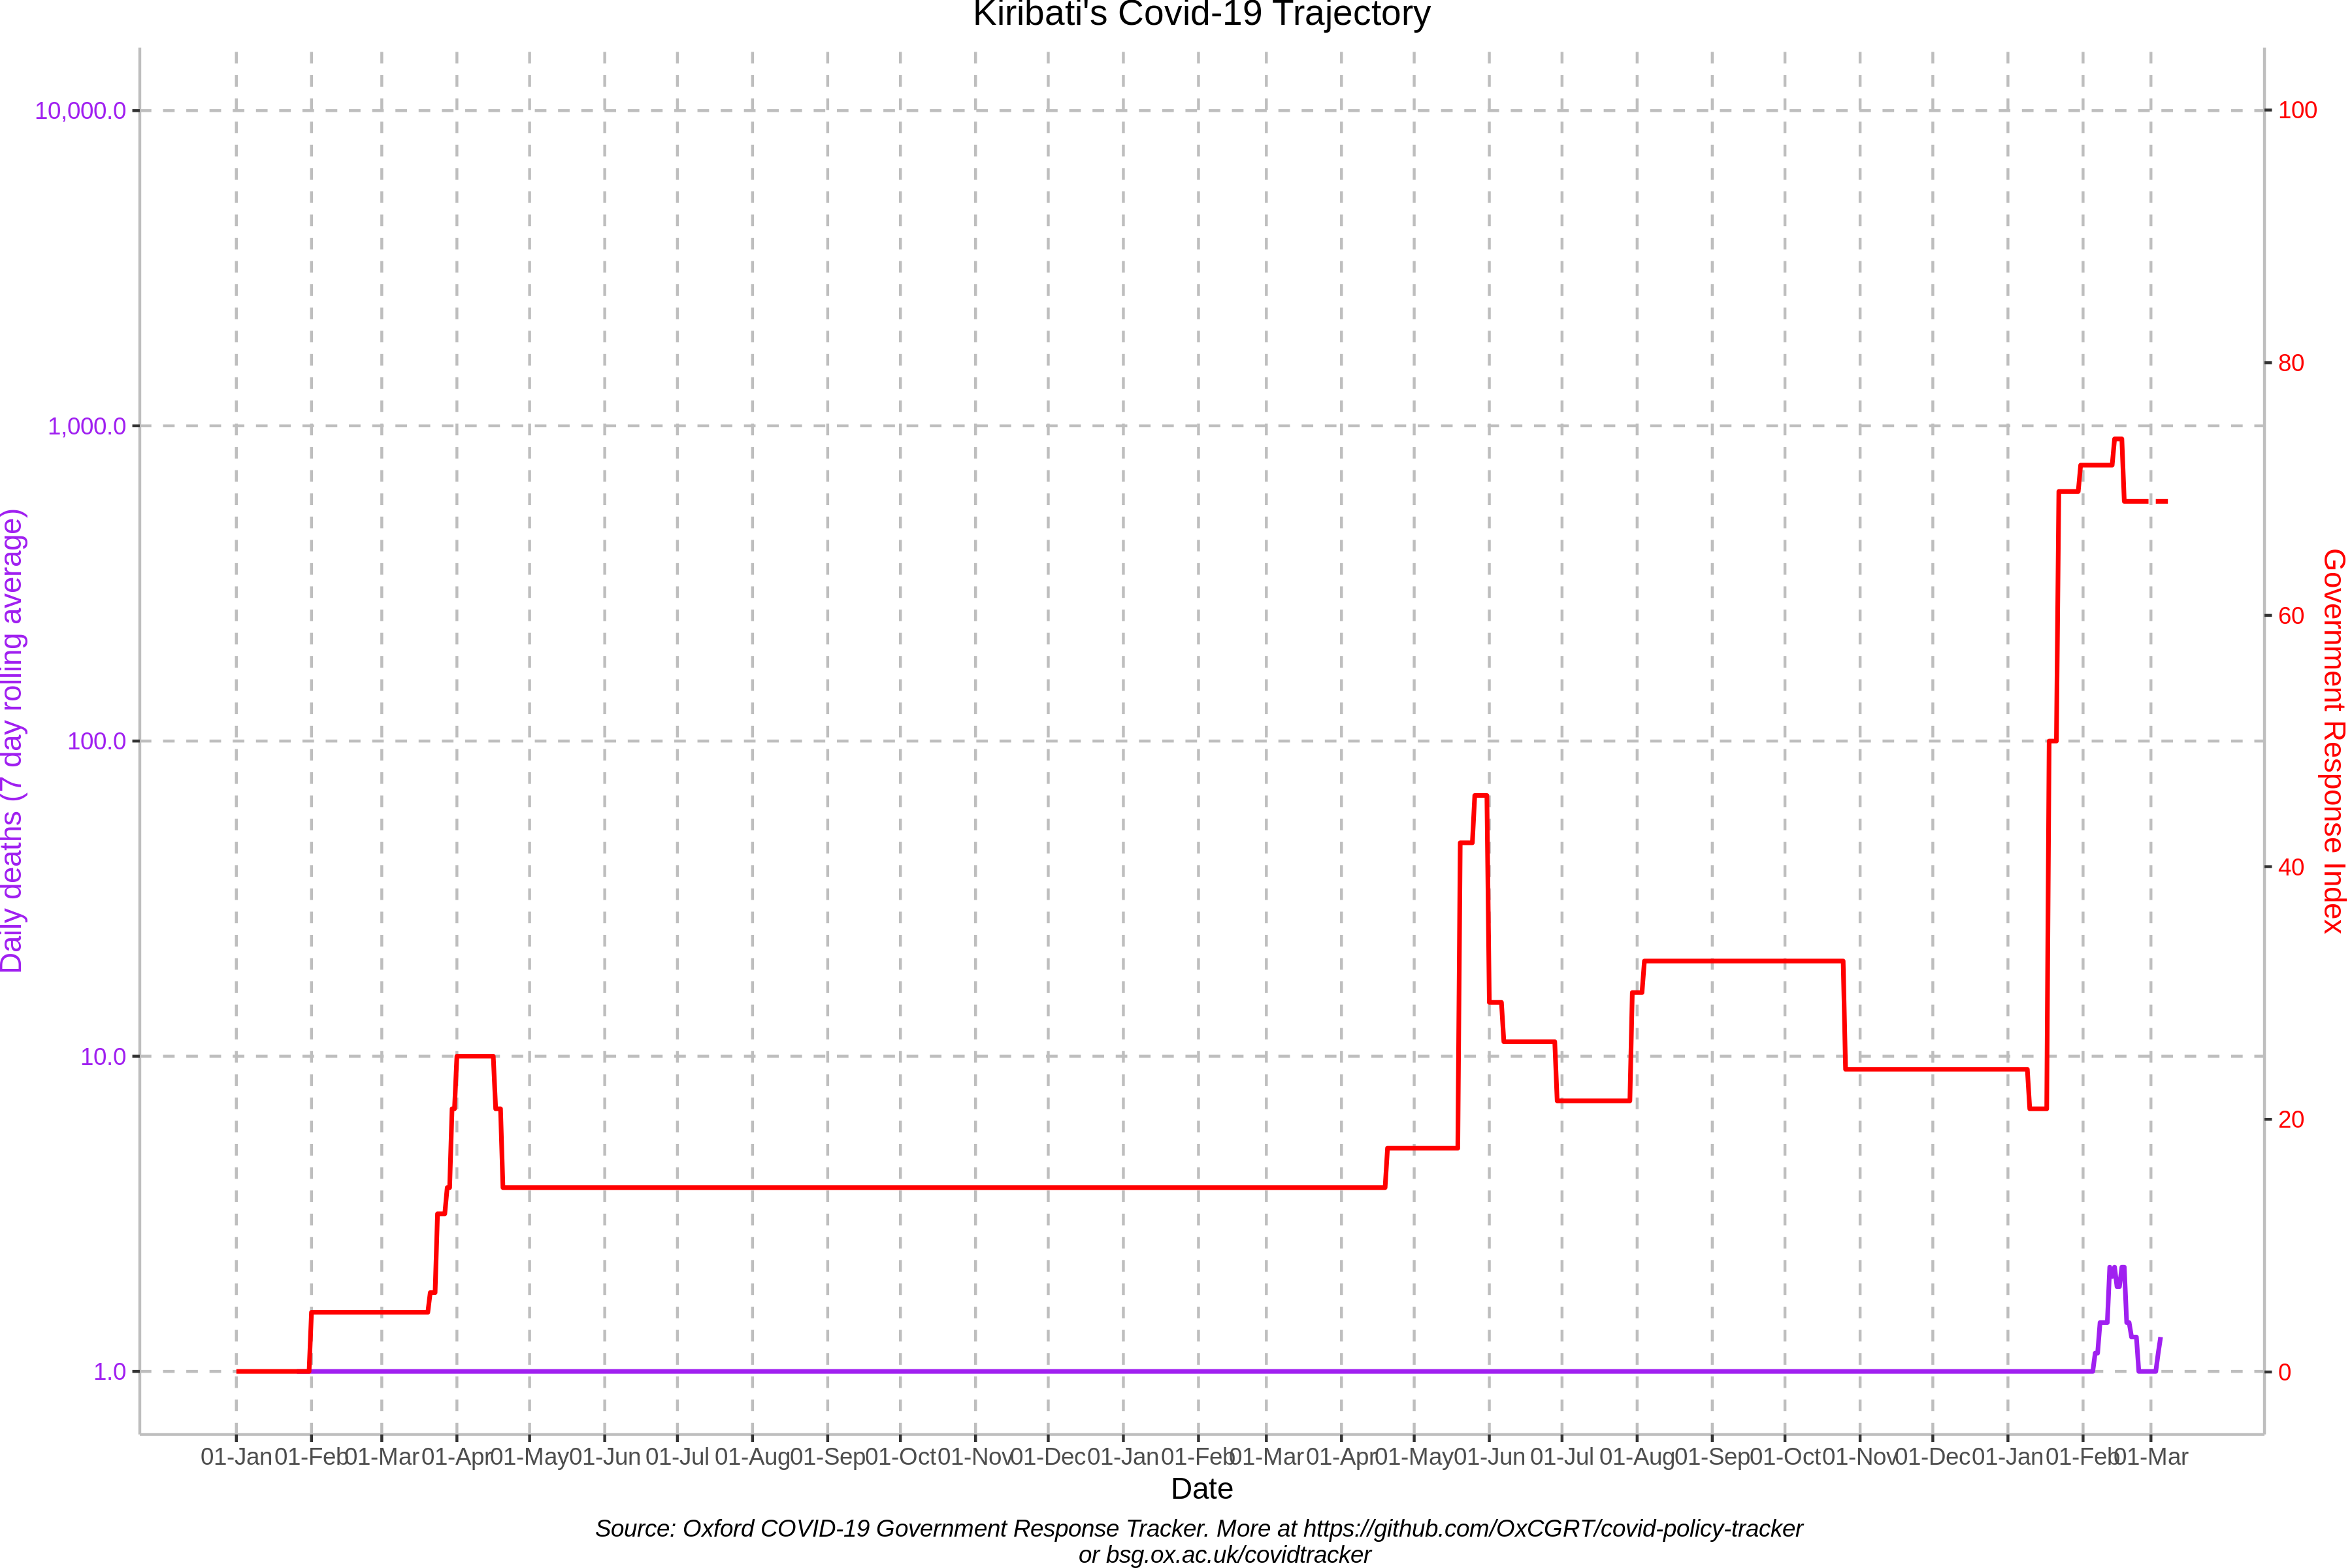 Kiribati's Covid-19 Trajectory
10,000.0
1,000.0
100.0
10.0
1.0
Daily deaths (7 day rolling average)
100
80
60
40
20
0
Government Response Index
01-Jan 01-Feb 01-Mar 01-Apr 01-May 01-Jun 01-Jul 01-Aug 01-Sep 01-Oct 01-Nov 01-Dec 01-Jan 01-Feb 01-Mar 01-Apr 01-May 01-Jun 01-Jul 01-Aug 01-Sep 01-Oct 01-Nov 01-Dec 01-Jan 01-Feb 01-Mar
Date
Source: Oxford COVID-19 Government Response Tracker. More at https://github.com/OxCGRT/covid-policy-tracker
or bsg.ox.ac.uk/covidtracker